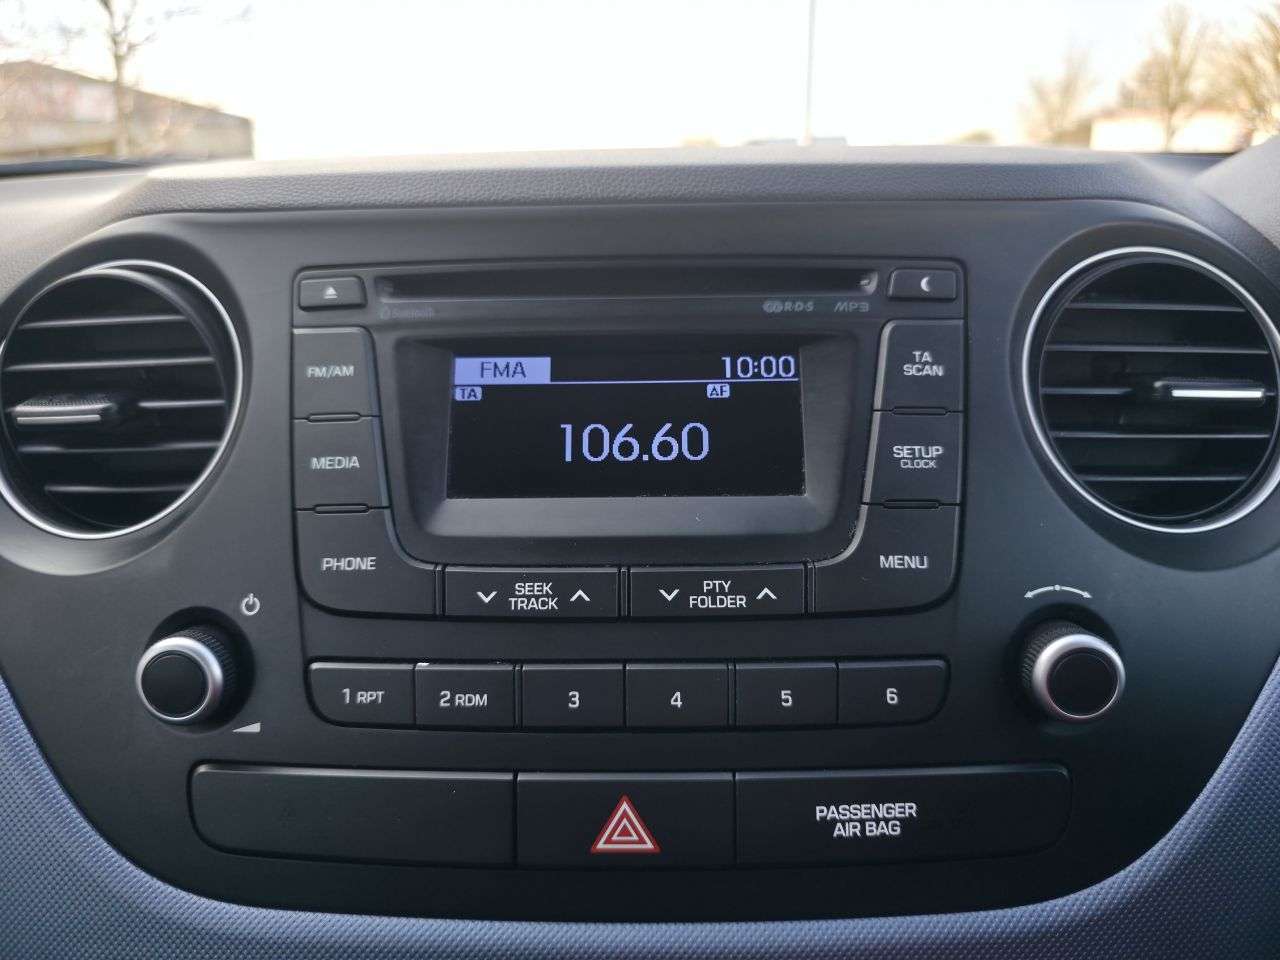 Bluetooth
R·D·S MP3
FM/AM
FMA 10:00
TA AF
106.60
TA
SCAN
MEDIA
SETUP
CLOCK
PHONE
SEEK
TRACK
PTY
FOLDER
MENU
1 RPT
2 RDM
3
4
5
6
PASSENGER
AIR BAG